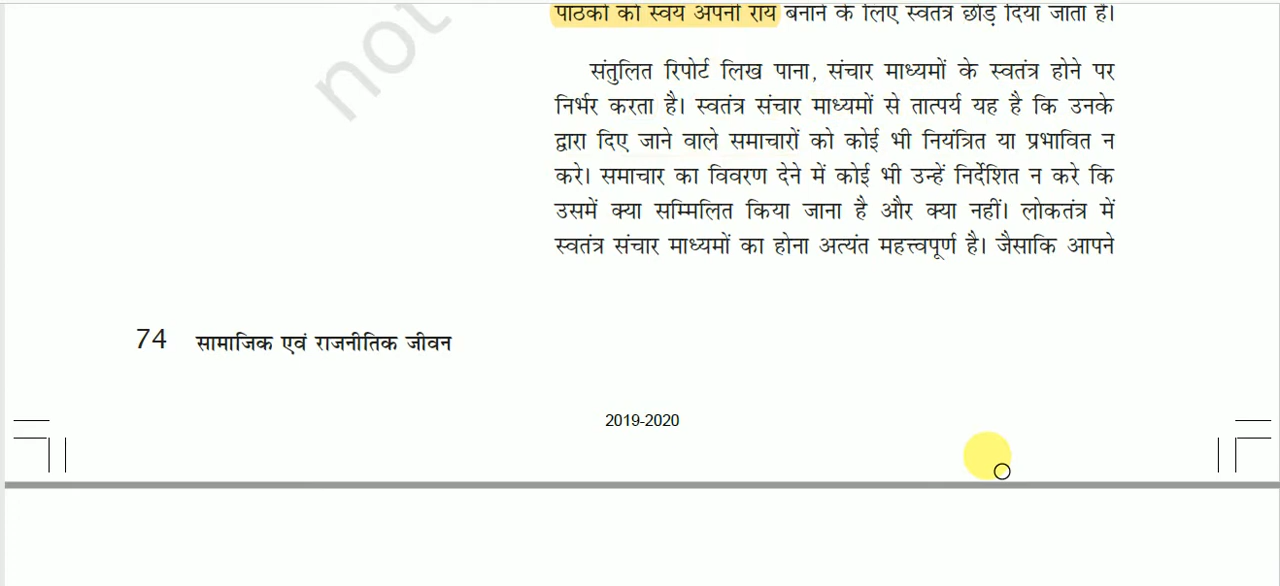 पाठकों को स्वयं अपनी राय बनाने के लिए स्वतंत्र छोड़ दिया जाता है।
संतुलित रिपोर्ट लिख पाना, संचार माध्यमों के स्वतंत्र होने पर
निर्भर करता है। स्वतंत्र संचार माध्यमों से तात्पर्य यह है कि उनके
द्वारा दिए जाने वाले समाचारों को कोई भी नियंत्रित या प्रभावित न
करे। समाचार का विवरण देने में कोई भी उन्हें निर्देशित न करे कि
उसमें क्या सम्मिलित किया जाना है और क्या नहीं। लोकतंत्र में
स्वतंत्र संचार माध्यमों का होना अत्यंत महत्त्वपूर्ण है। जैसाकि आपने
not
74 सामाजिक एवं राजनीतिक जीवन
2019-2020